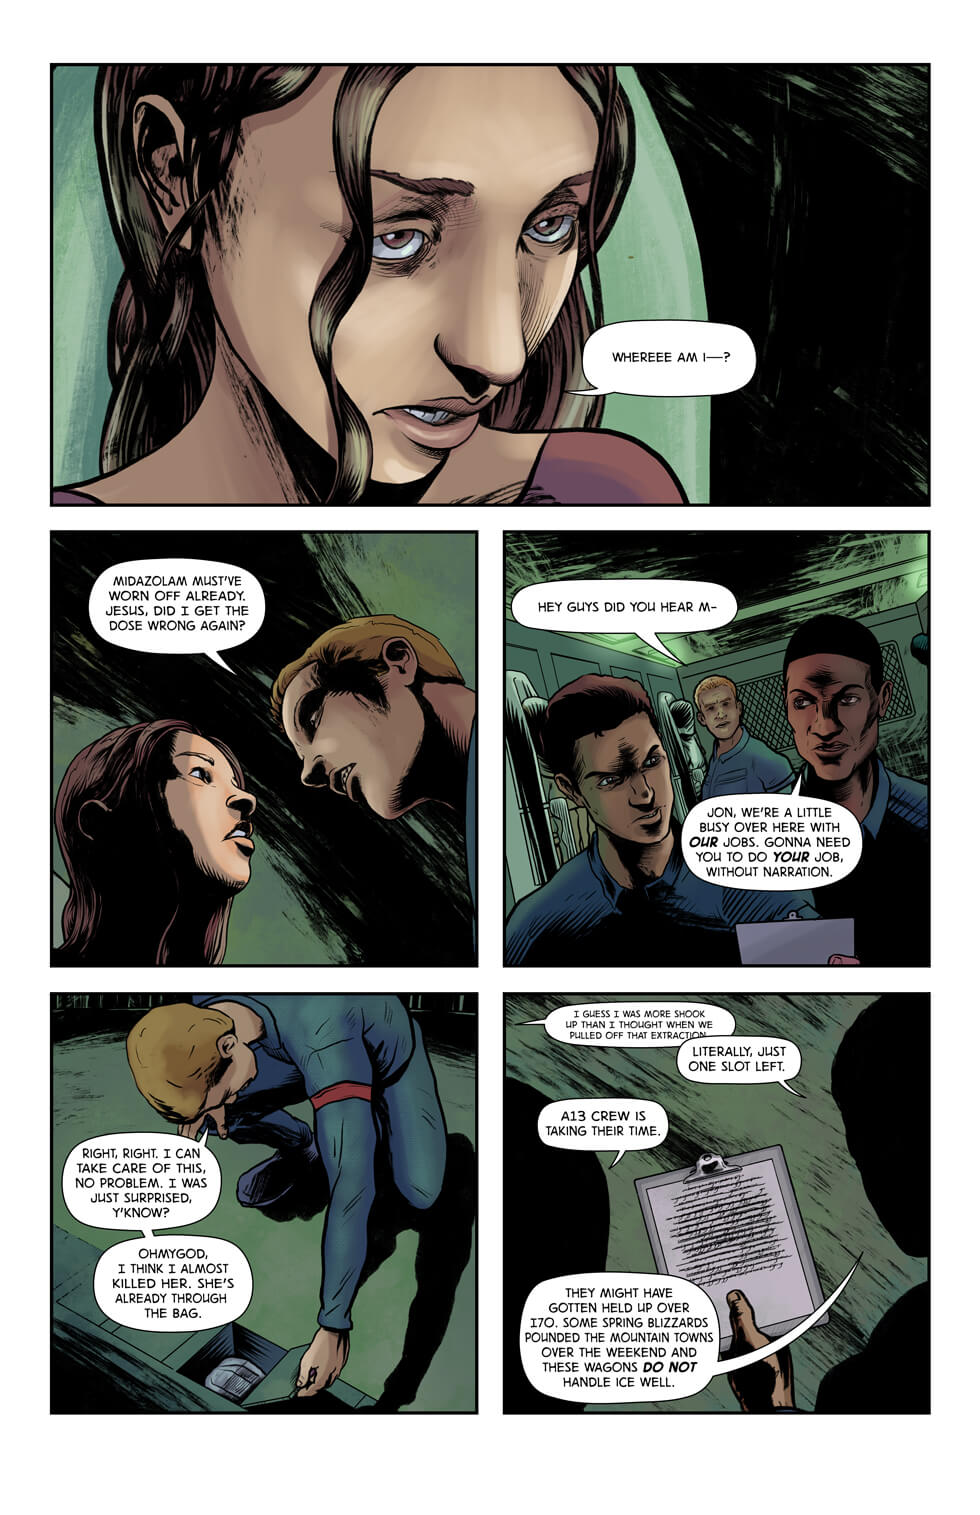 WHEREEE AM I—?
MIDAZOLAM MUST'VE
WORN OFF ALREADY.
JESUS, DID I GET THE
DOSE WRONG AGAIN?
HEY GUYS DID YOU HEAR M-
JON, WE'RE A LITTLE
BUSY OVER HERE WITH
OUR JOBS. GONNA NEED
YOU TO DO YOUR JOB,
WITHOUT NARRATION.
RIGHT, RIGHT. I CAN
TAKE CARE OF THIS,
NO PROBLEM. I WAS
JUST SURPRISED,
Y'KNOW?
OHMYGOD,
I THINK I ALMOST
KILLED HER. SHE'S
ALREADY THROUGH
THE BAG.
I GUESS I WAS MORE SHOOK
UP THAN I THOUGHT WHEN WE
PULLED OFF THAT EXTRACTION
LITERALLY, JUST
ONE SLOT LEFT.
A13 CREW IS
TAKING THEIR TIME.
THEY MIGHT HAVE
GOTTEN HELD UP OVER
I70. SOME SPRING BLIZZARDS
POUNDED THE MOUNTAIN TOWNS
OVER THE WEEKEND AND
THESE WAGONS DO NOT
HANDLE ICE WELL.